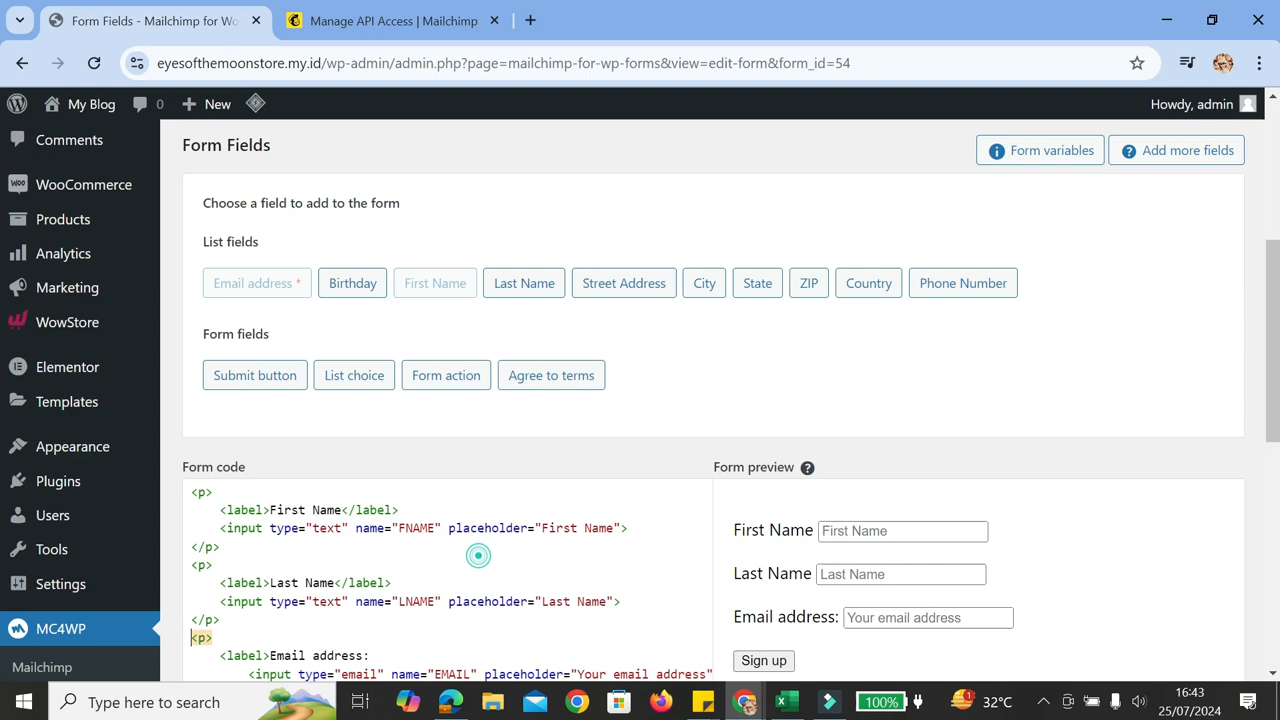 Form Fields - Mailchimp for Wo
Manage API Access | Mailchimp
eyesofthemoonstore.my.id/wp-admin/admin.php?page=mailchimp-for-wp-forms&view=edit-form&form_id=54
My Blog 0 New
Howdy, admin
Comments
WooCommerce
Products
Analytics
Marketing
WowStore
Elementor
Templates
Appearance
Plugins
Users
Tools
Settings
MC4WP
Mailchimp
Form Fields
Form variables
Add more fields
Choose a field to add to the form
List fields
Email address * Birthday First Name Last Name Street Address City State ZIP Country Phone Number
Form fields
Submit button List choice Form action Agree to terms
Form code
<p>
<label>First Name</label>
<input type="text" name="FNAME" placeholder="First Name">
</p>
<p>
<label>Last Name</label>
<input type="text" name="LNAME" placeholder="Last Name">
</p>
<p>
<label>Email address:
<input type="email" name="EMAIL" placeholder="Your email address"
Form preview
First Name First Name
Last Name Last Name
Email address: Your email address
Sign up
Type here to search
100%
1
32°C
16:43
25/07/2024